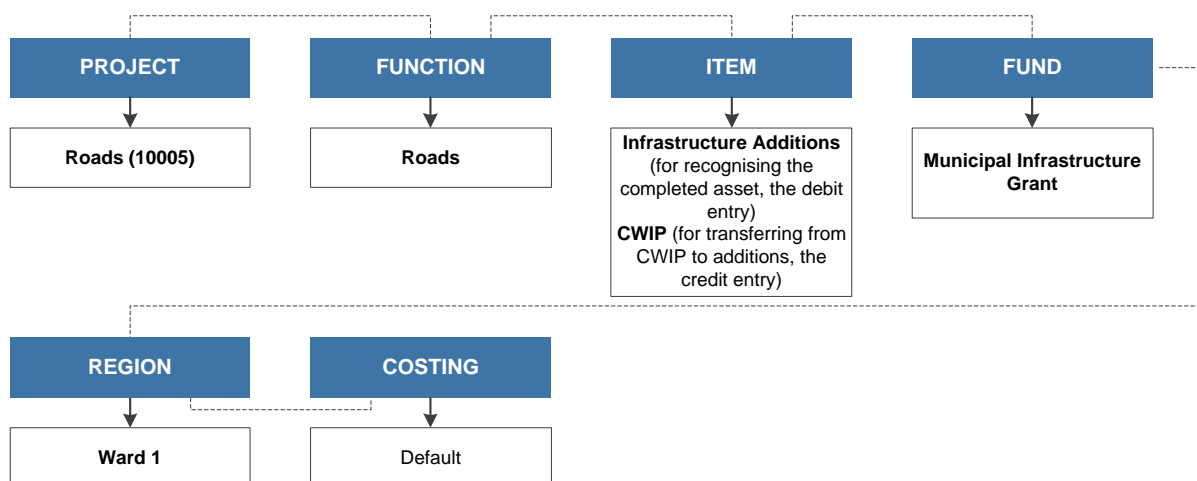 PROJECT
FUNCTION
ITEM
FUND
Roads (10005)
Roads
Infrastructure Additions
(for recognising the
completed asset, the debit
entry)
CWIP (for transferring from
CWIP to additions, the
credit entry)
Municipal Infrastructure
Grant
REGION
COSTING
Ward 1
Default